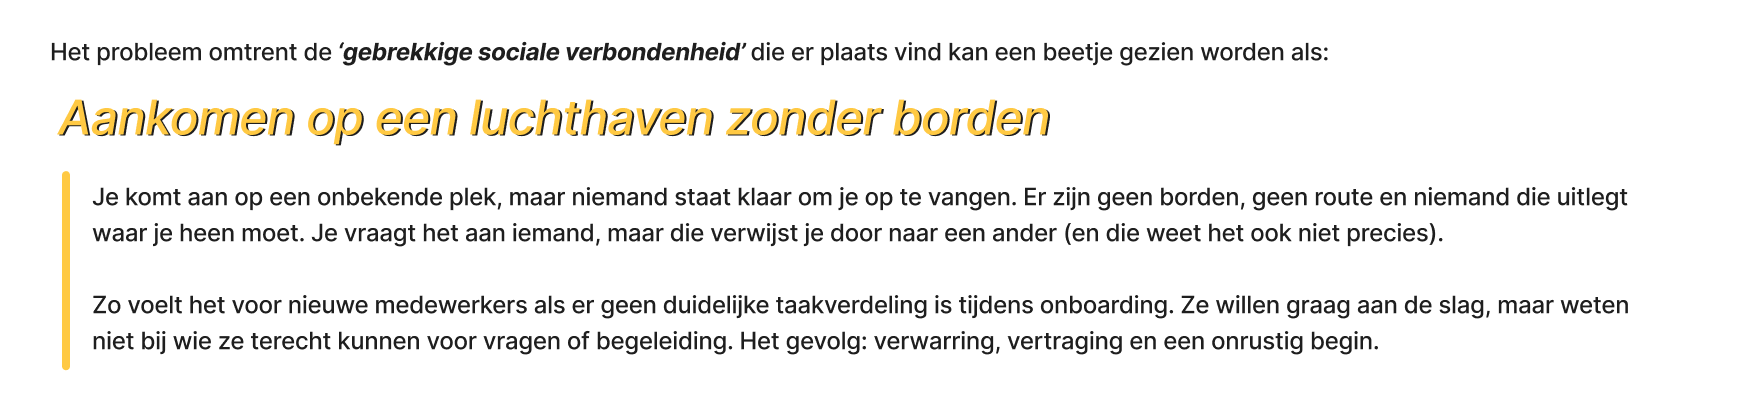 Het probleem omtrent de ‘gebrekkige sociale verbondenheid’ die er plaats vind kan een beetje gezien worden als:
Aankomen op een luchthaven zonder borden
Je komt aan op een onbekende plek, maar niemand staat klaar om je op te vangen. Er zijn geen borden, geen route en niemand die uitlegt
waar je heen moet. Je vraagt het aan iemand, maar die verwijst je door naar een ander (en die weet het ook niet precies).
Zo voelt het voor nieuwe medewerkers als er geen duidelijke taakverdeling is tijdens onboarding. Ze willen graag aan de slag, maar weten
niet bij wie ze terecht kunnen voor vragen of begeleiding. Het gevolg: verwarring, vertraging en een onrustig begin.